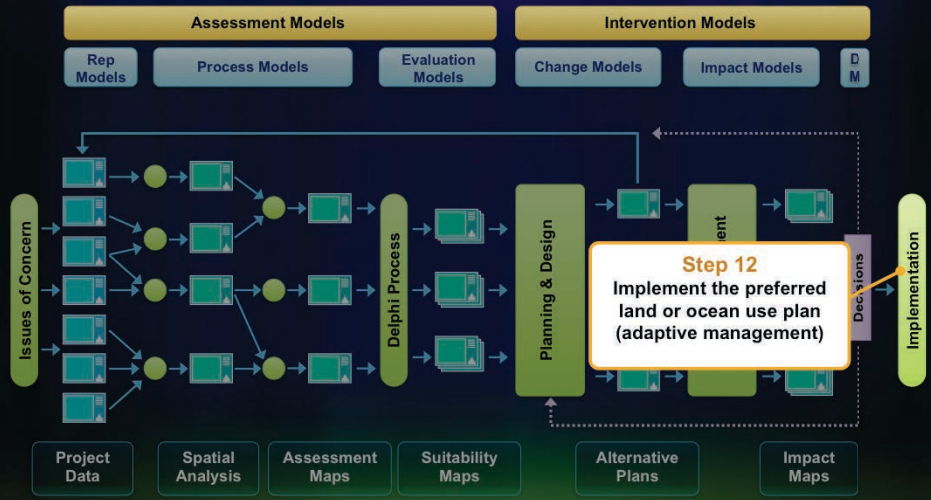 Assessment Models
Intervention Models
Rep
Models
Process Models
Evaluation
Models
Change Models
Impact Models
D
M
Issues of Concern
Delphi Process
Planning & Design
Step 12
Implement the preferred
land or ocean use plan
(adaptive management)
Decisions
Implementation
Project
Data
Spatial
Analysis
Assessment
Maps
Suitability
Maps
Alternative
Plans
Impact
Maps